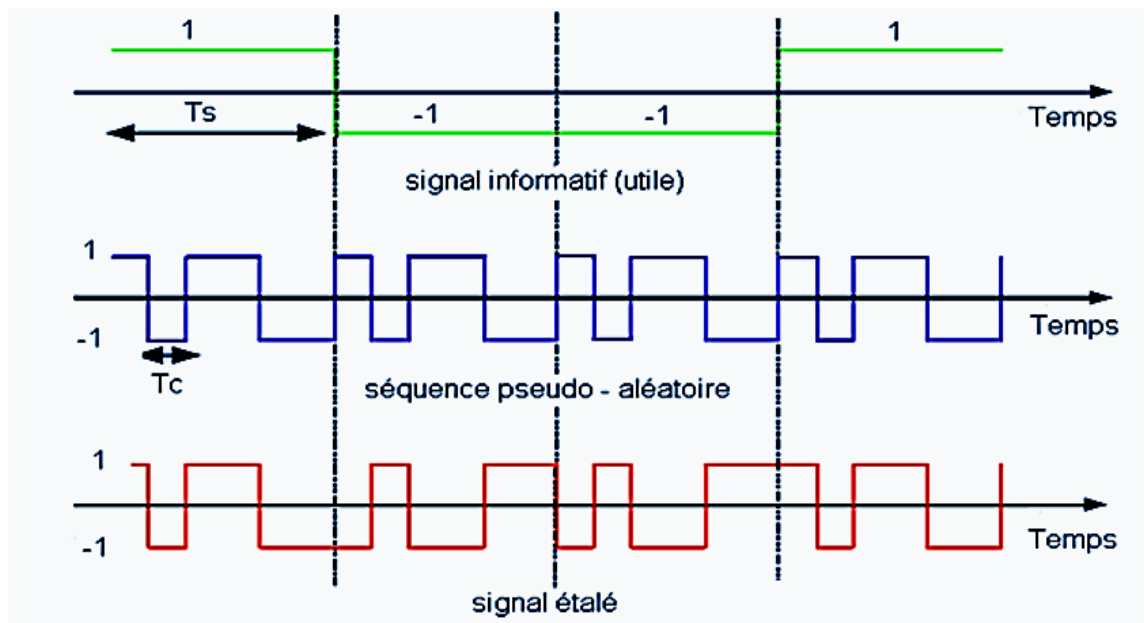 1
1
Ts
-1
-1
Temps
signal informatif (utile)
1
-1
Temps
Tc
séquence pseudo - aléatoire
1
-1
Temps
signal étalé